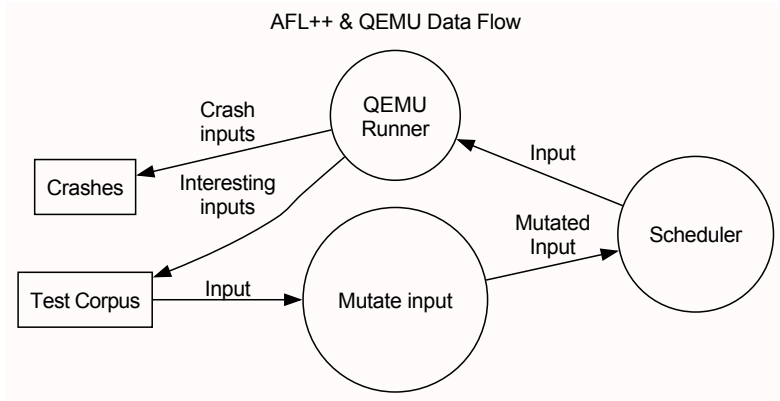 AFL++ & QEMU Data Flow
QEMU
Runner
Crash
inputs
Input
Crashes
Interesting
inputs
Mutated
Input
Scheduler
Test Corpus
Input
Mutate input